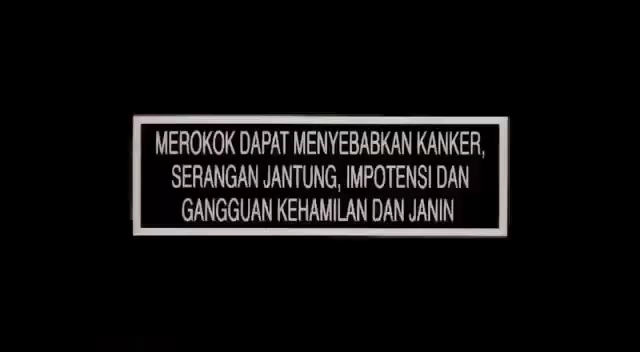 MEROKOK DAPAT MENYEBABKAN KANKER,
SERANGAN JANTUNG, IMPOTENSI DAN
GANGGUAN KEHAMILAN DAN JANIN